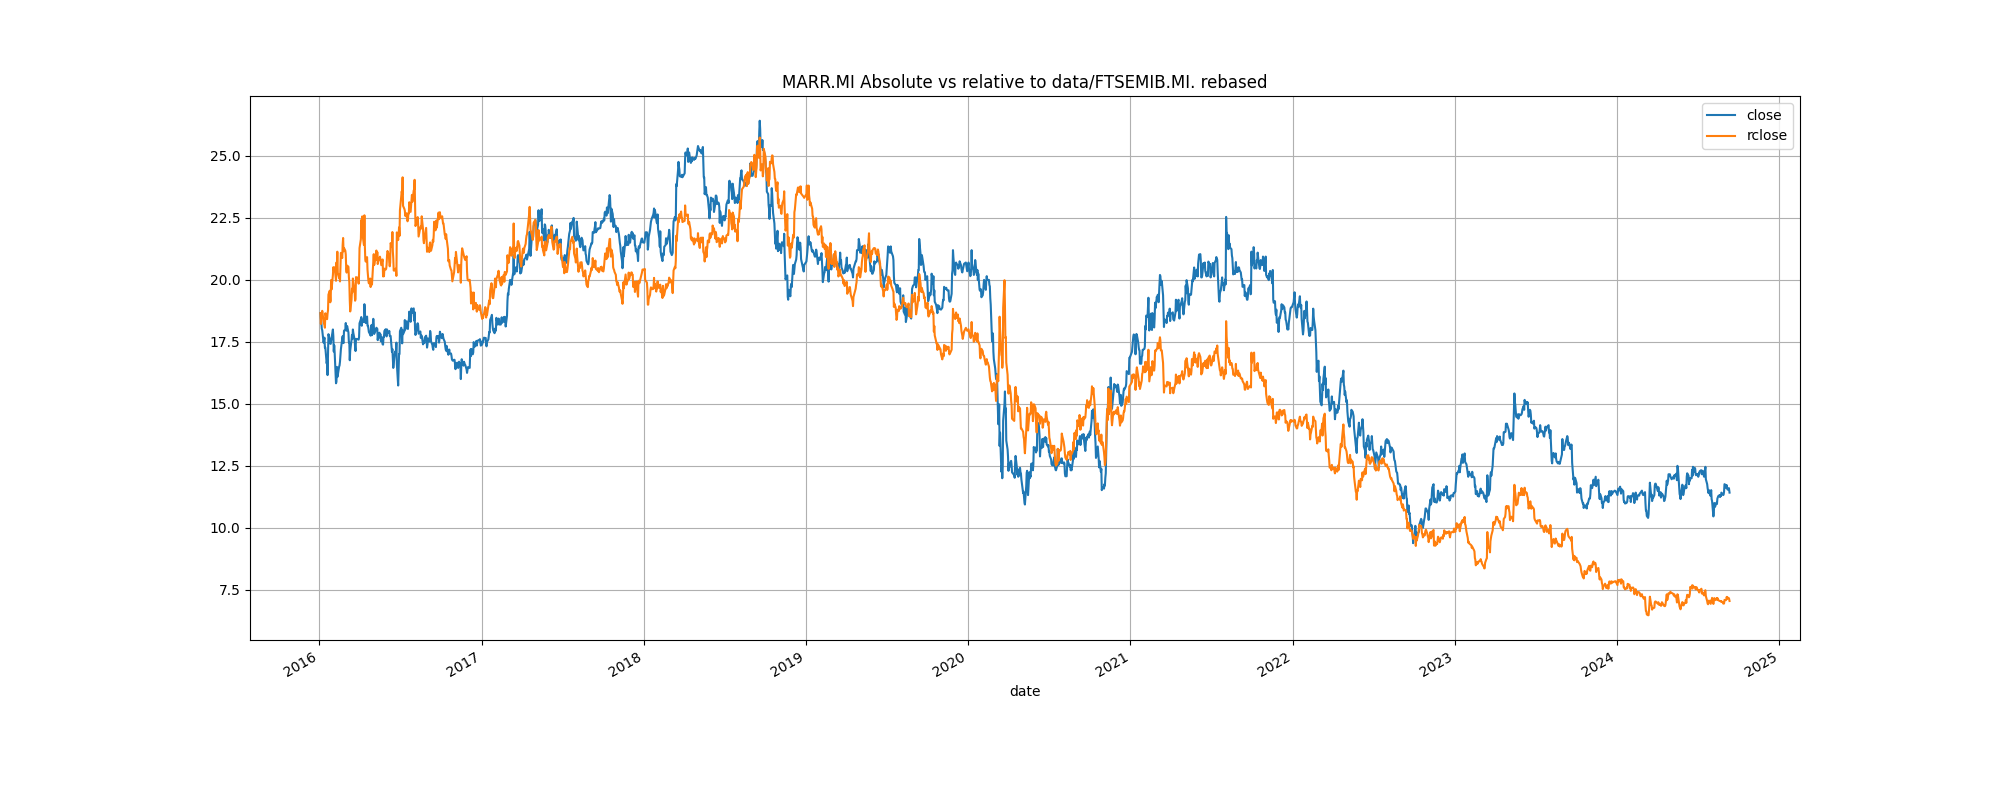 MARR.MI Absolute vs relative to data/FTSEMIB.MI. rebased
close
rclose
25.0
22.5
20.0
17.5
15.0
12.5
10.0
7.5
2016 2017 2018 2019 2020 2021 2022 2023 2024 2025
date